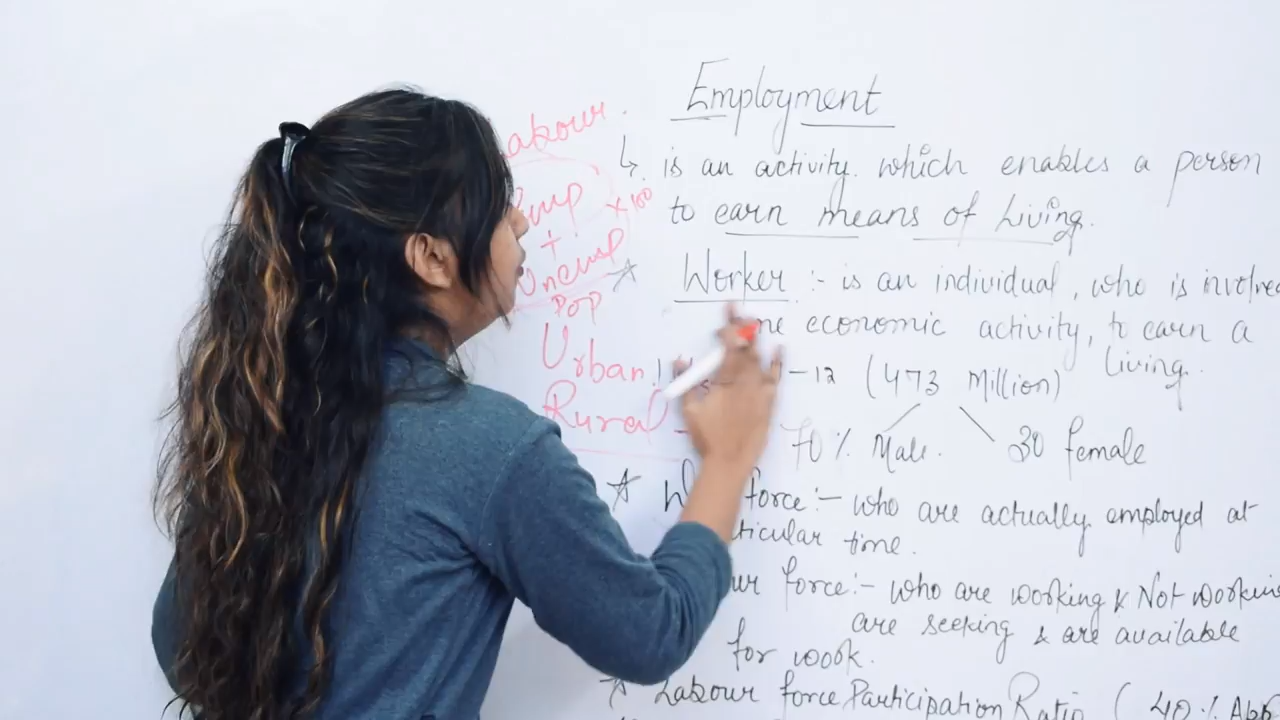 Employment
↳ is an activity. which enables a person
to earn means of Living.
☆ Worker :- is an individual, who is involved
economic activity, to earn a
living.
-12 (473 Million)
70% Male. 30 female
☆ force :- who are actually employed at
time.
force :- who are working & Not working
are seeking & are available
for work.
☆ Labour force Participation Ratio (40%
Emp × 100
+
Unemp
Pop
Urban
Rural